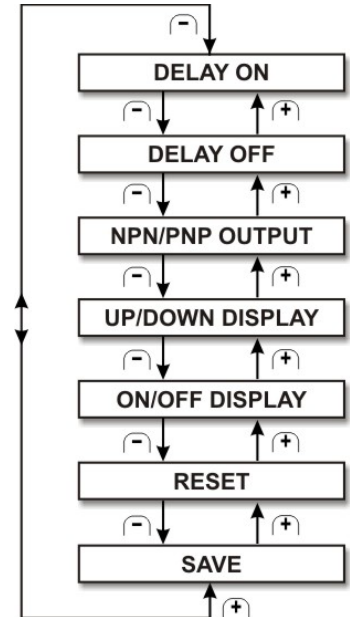 -
DELAY ON
- +
DELAY OFF
- +
NPN/PNP OUTPUT
- +
UP/DOWN DISPLAY
- +
ON/OFF DISPLAY
- +
RESET
- +
SAVE
+